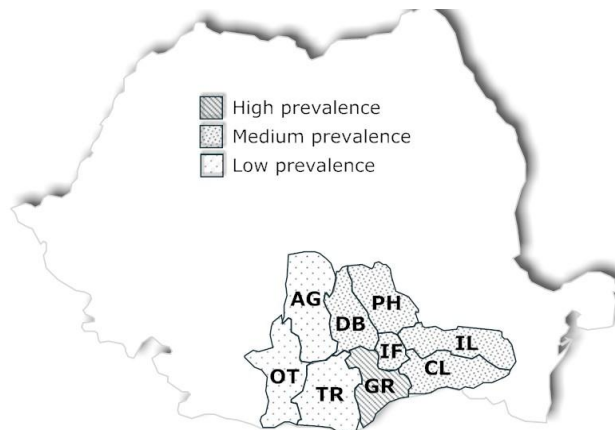 High prevalence
Medium prevalence
Low prevalence
AG
PH
DB
IF
IL
OT
TR
GR
CL